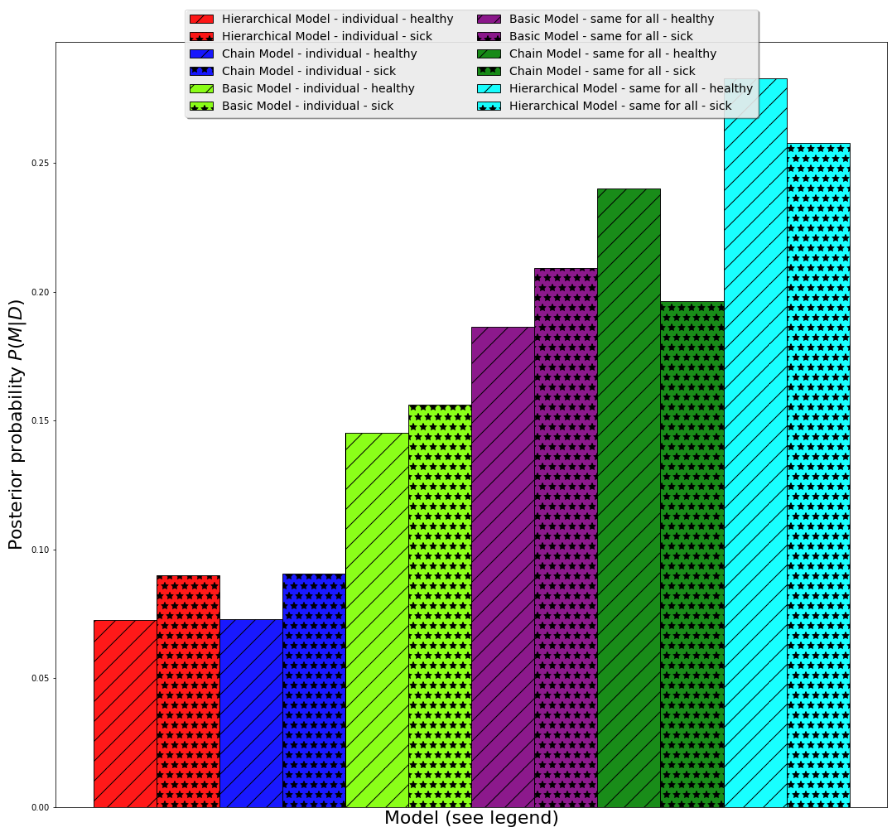 Hierarchical Model - individual - healthy
Hierarchical Model - individual - sick
Chain Model - individual - healthy
Chain Model - individual - sick
Basic Model - individual - healthy
Basic Model - individual - sick
Basic Model - same for all - healthy
Basic Model - same for all - sick
Chain Model - same for all - healthy
Chain Model - same for all - sick
Hierarchical Model - same for all - healthy
Hierarchical Model - same for all - sick
Posterior probability P(M|D)
0.25
0.20
0.15
0.10
0.05
0.00
Model (see legend)